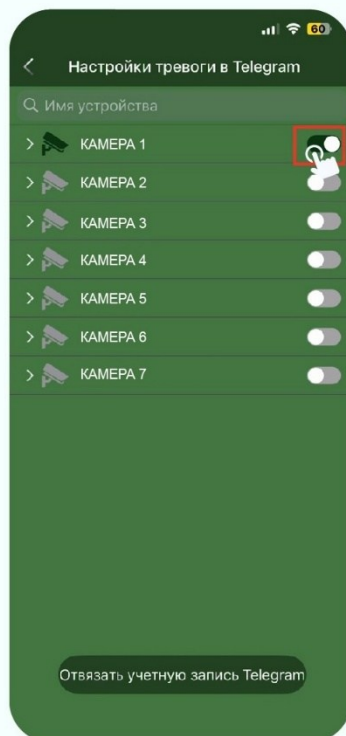 60
Настройки тревоги в Telegram
Имя устройства
КАМЕРА 1
КАМЕРА 2
КАМЕРА 3
КАМЕРА 4
КАМЕРА 5
КАМЕРА 6
КАМЕРА 7
Отвязать учетную запись Telegram